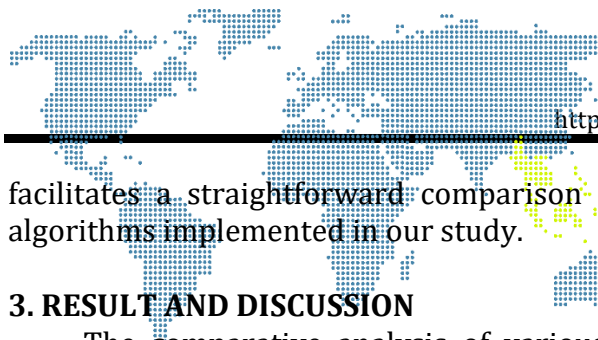 http
facilitates a straightforward comparison
algorithms implemented in our study.
3. RESULT AND DISCUSSION
The comparative analysis of various